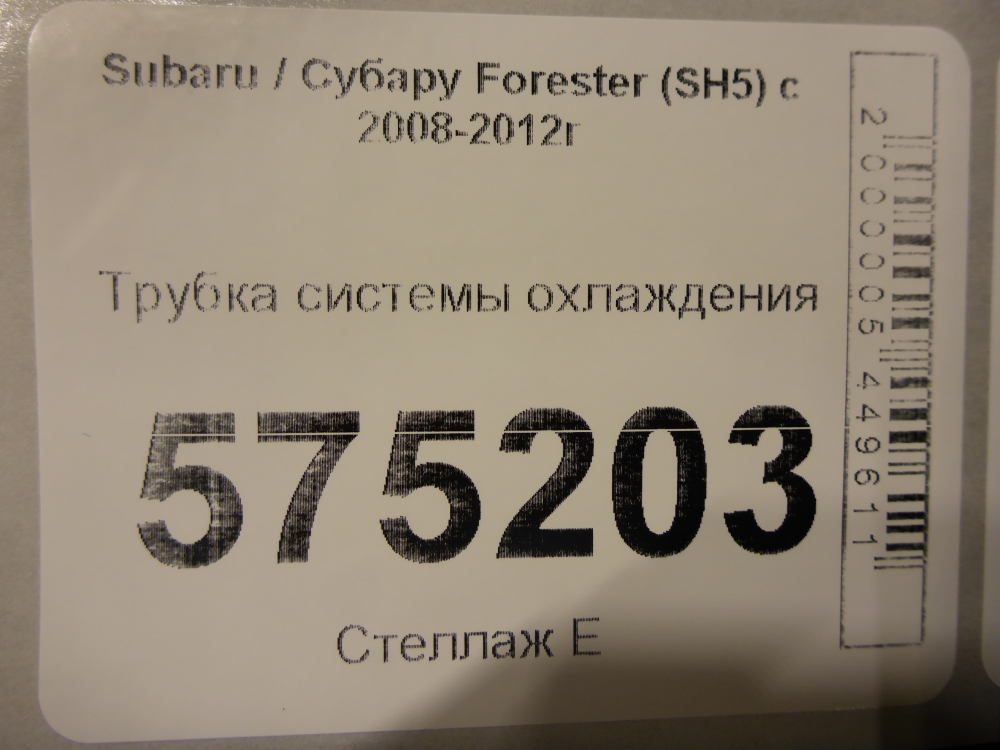 Subaru / Субару Forester (SH5) с
2008-2012г
Трубка системы охлаждения
575203
Стеллаж Е
2000005449611